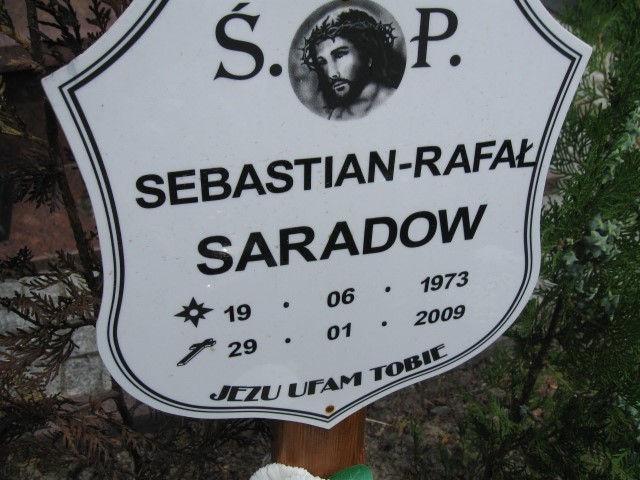 Ś. P.
SEBASTIAN-RAFAŁ
SARADOW
19 · 06 · 1973
29 · 01 · 2009
JEZU UFAM TOBIE